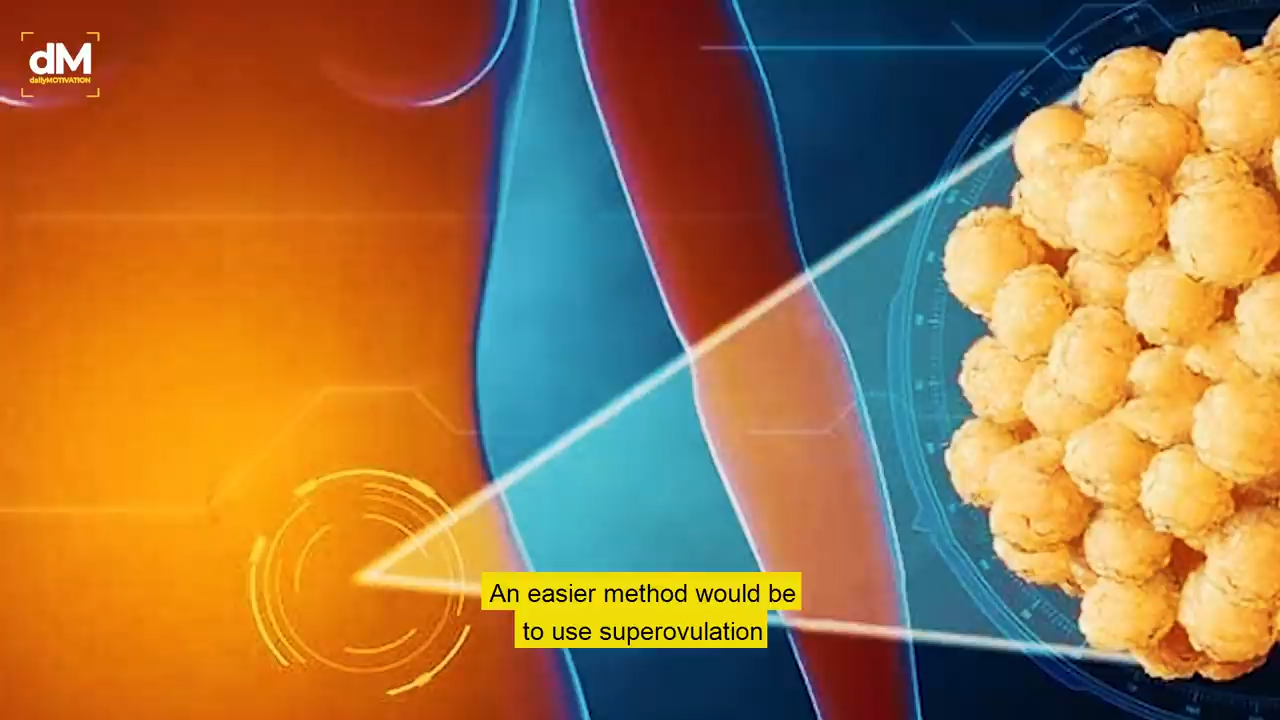 dM
dailyMOTIVATION
An easier method would be
to use superovulation